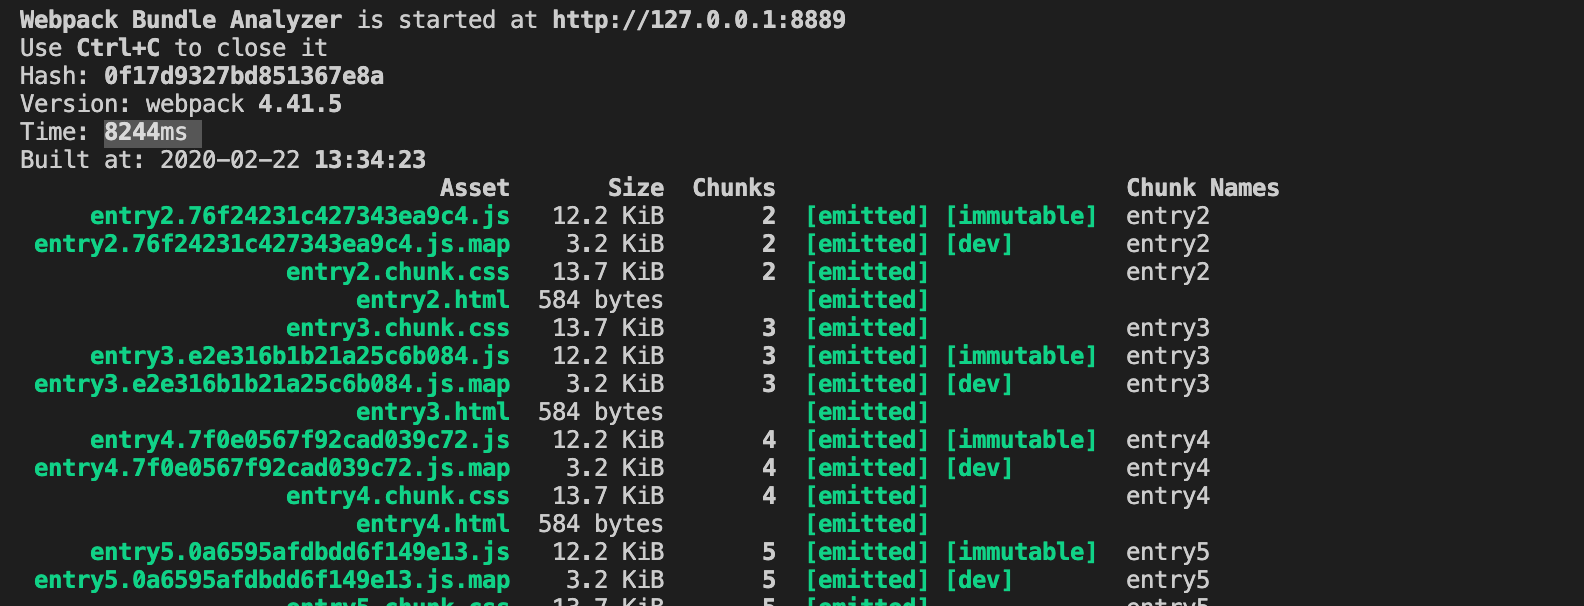 Webpack Bundle Analyzer is started at http://127.0.0.1:8889
Use Ctrl+C to close it
Hash: 0f17d9327bd851367e8a
Version: webpack 4.41.5
Time: 8244ms
Built at: 2020-02-22 13:34:23
Asset Size Chunks Chunk Names
entry2.76f24231c427343ea9c4.js 12.2 KiB 2 [emitted] [immutable] entry2
entry2.76f24231c427343ea9c4.js.map 3.2 KiB 2 [emitted] [dev] entry2
entry2.chunk.css 13.7 KiB 2 [emitted] entry2
entry2.html 584 bytes [emitted]
entry3.chunk.css 13.7 KiB 3 [emitted] entry3
entry3.e2e316b1b21a25c6b084.js 12.2 KiB 3 [emitted] [immutable] entry3
entry3.e2e316b1b21a25c6b084.js.map 3.2 KiB 3 [emitted] [dev] entry3
entry3.html 584 bytes [emitted]
entry4.7f0e0567f92cad039c72.js 12.2 KiB 4 [emitted] [immutable] entry4
entry4.7f0e0567f92cad039c72.js.map 3.2 KiB 4 [emitted] [dev] entry4
entry4.chunk.css 13.7 KiB 4 [emitted] entry4
entry4.html 584 bytes [emitted]
entry5.0a6595afdbdd6f149e13.js 12.2 KiB 5 [emitted] [immutable] entry5
entry5.0a6595afdbdd6f149e13.js.map 3.2 KiB 5 [emitted] [dev] entry5
entry5.chunk.css 13.7 KiB 5 [emitted] entry5